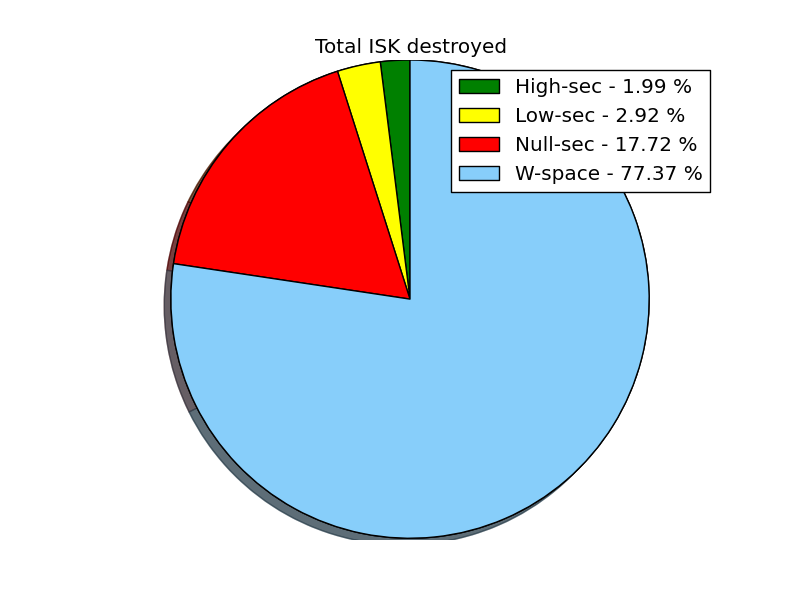 Total ISK destroyed
High-sec - 1.99 %
Low-sec - 2.92 %
Null-sec - 17.72 %
W-space - 77.37 %